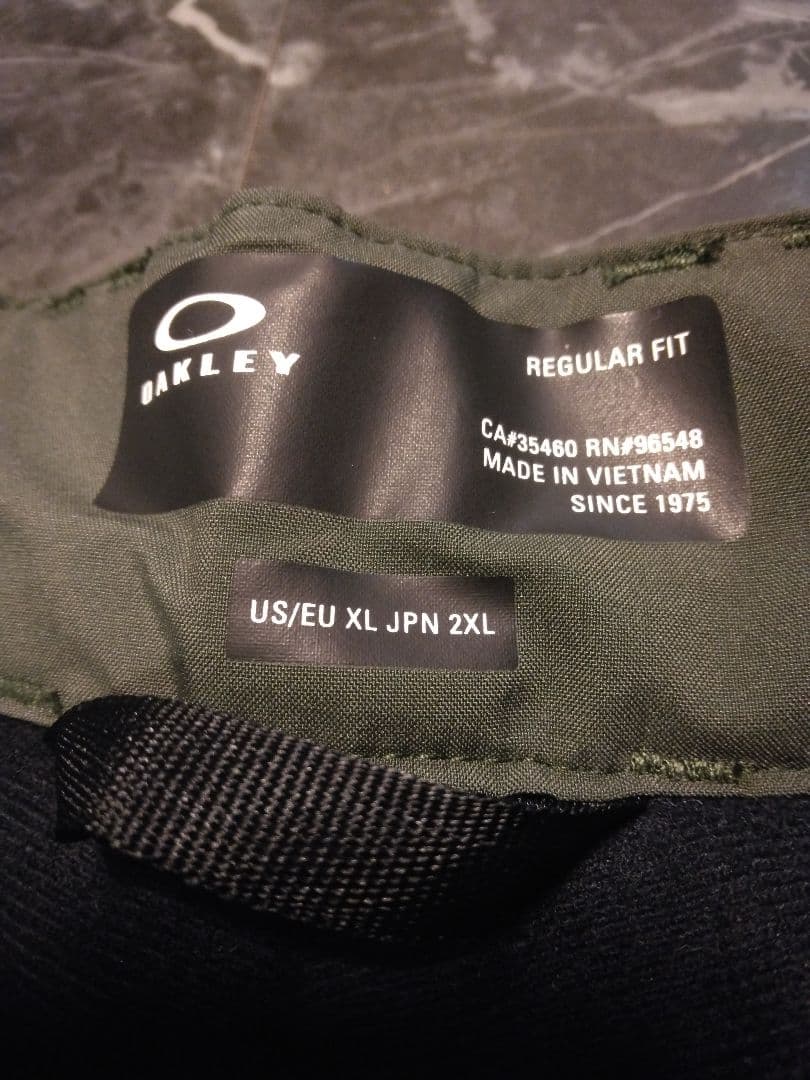 OAKLEY
REGULAR FIT
CA#35460 RN#96548
MADE IN VIETNAM
SINCE 1975
US/EU XL JPN 2XL